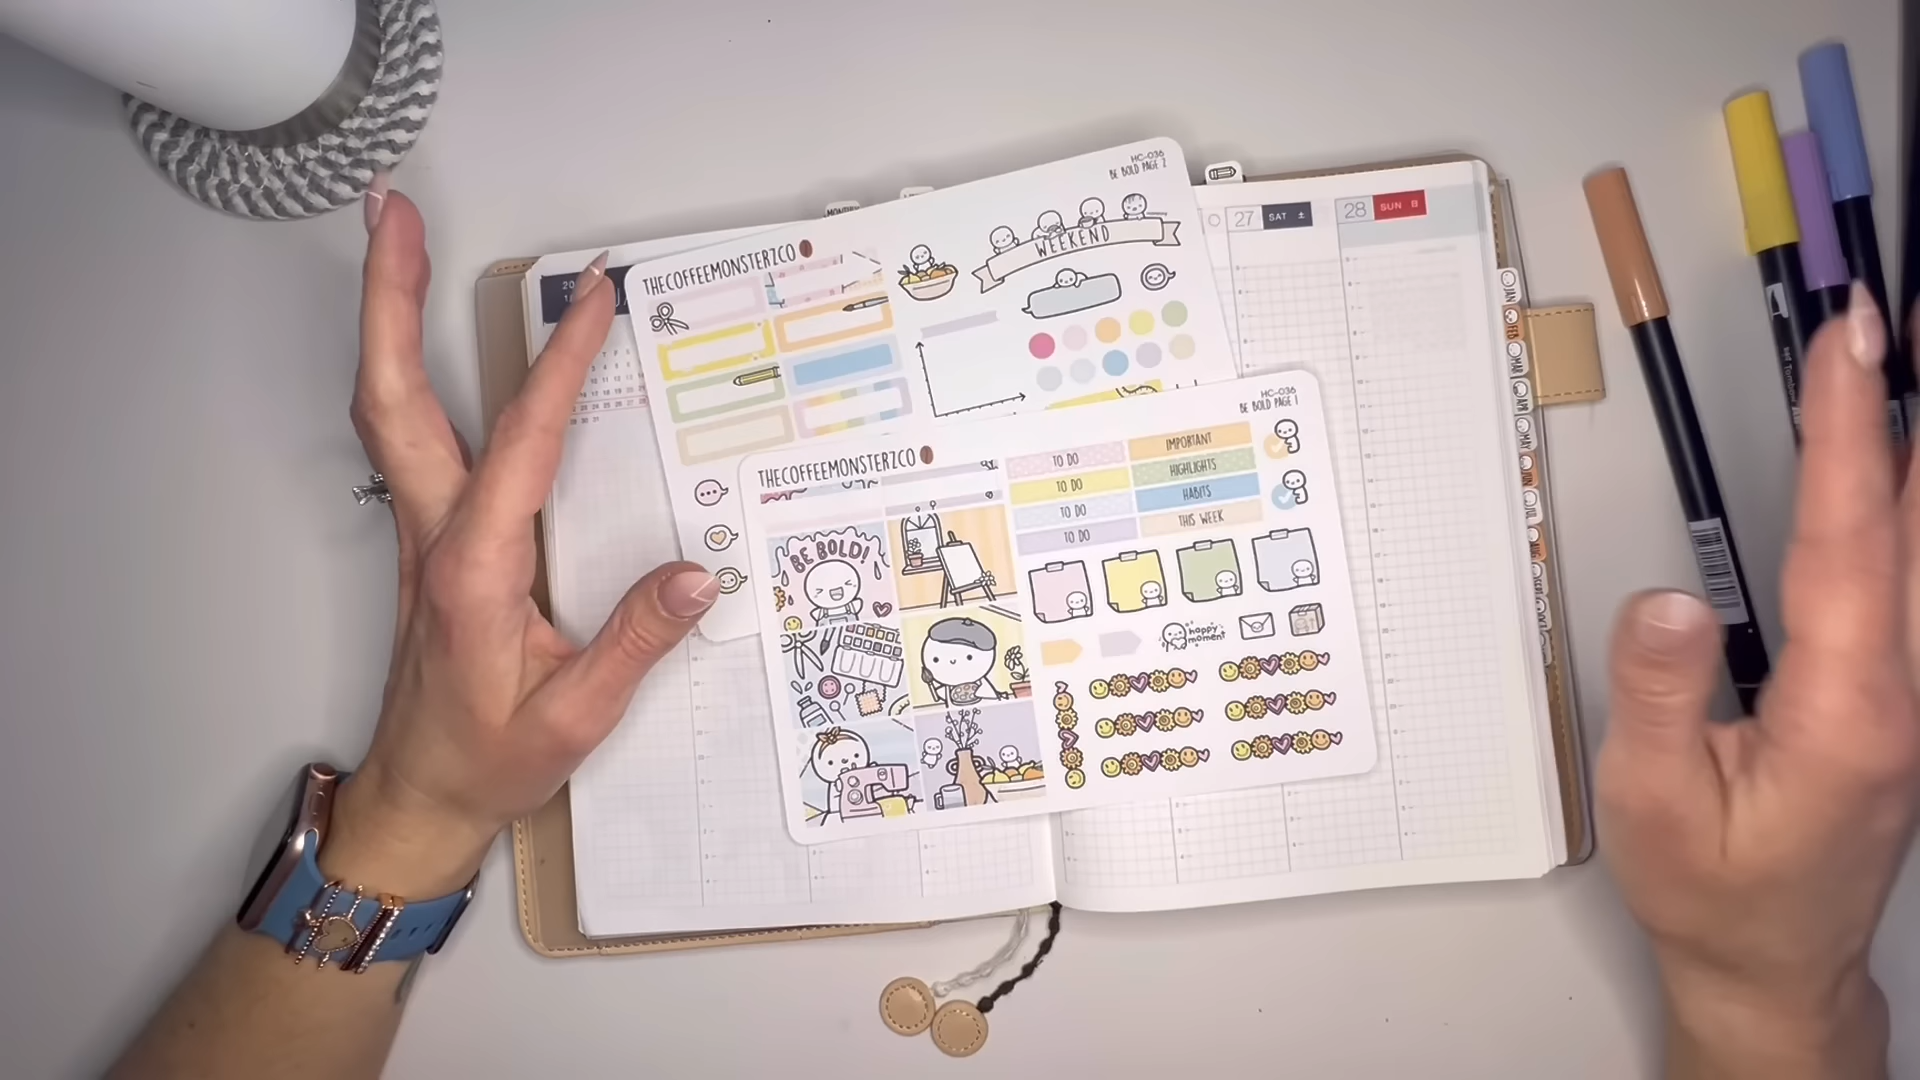 HC-036
BE BOLD PAGE 2
THECOFFEEMONSTERZCO
WEEKEND
27 SAT
28 SUN
HC-036
BE BOLD PAGE 1
THECOFFEEMONSTERZCO
TO DO
IMPORTANT
TO DO
HIGHLIGHTS
TO DO
HABITS
TO DO
THIS WEEK
BE BOLD!
happy
moment
JAN
FEB
MAR
APR
MAY
JUN
JUL
Tombow